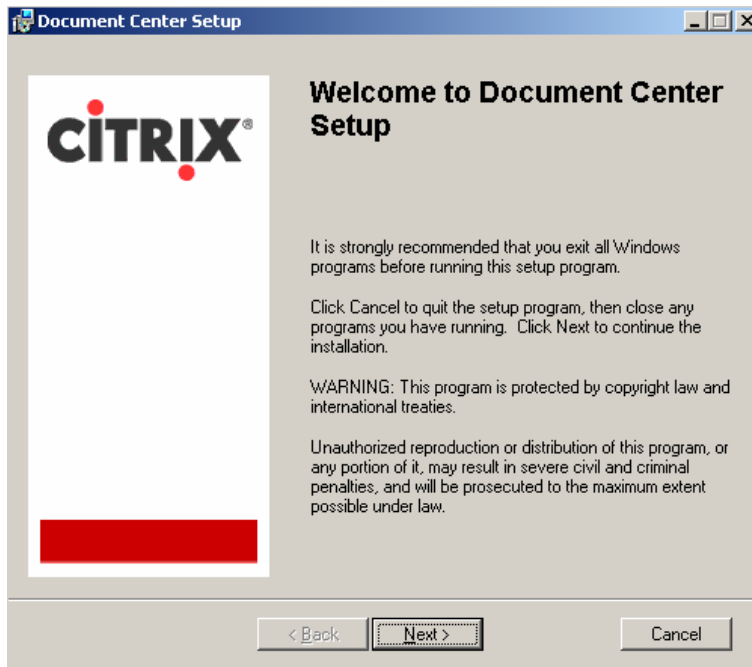 Document Center Setup
CİTRIX®
Welcome to Document Center
Setup
It is strongly recommended that you exit all Windows
programs before running this setup program.
Click Cancel to quit the setup program, then close any
programs you have running. Click Next to continue the
installation.
WARNING: This program is protected by copyright law and
international treaties.
Unauthorized reproduction or distribution of this program, or
any portion of it, may result in severe civil and criminal
penalties, and will be prosecuted to the maximum extent
possible under law.
< Back
Next >
Cancel